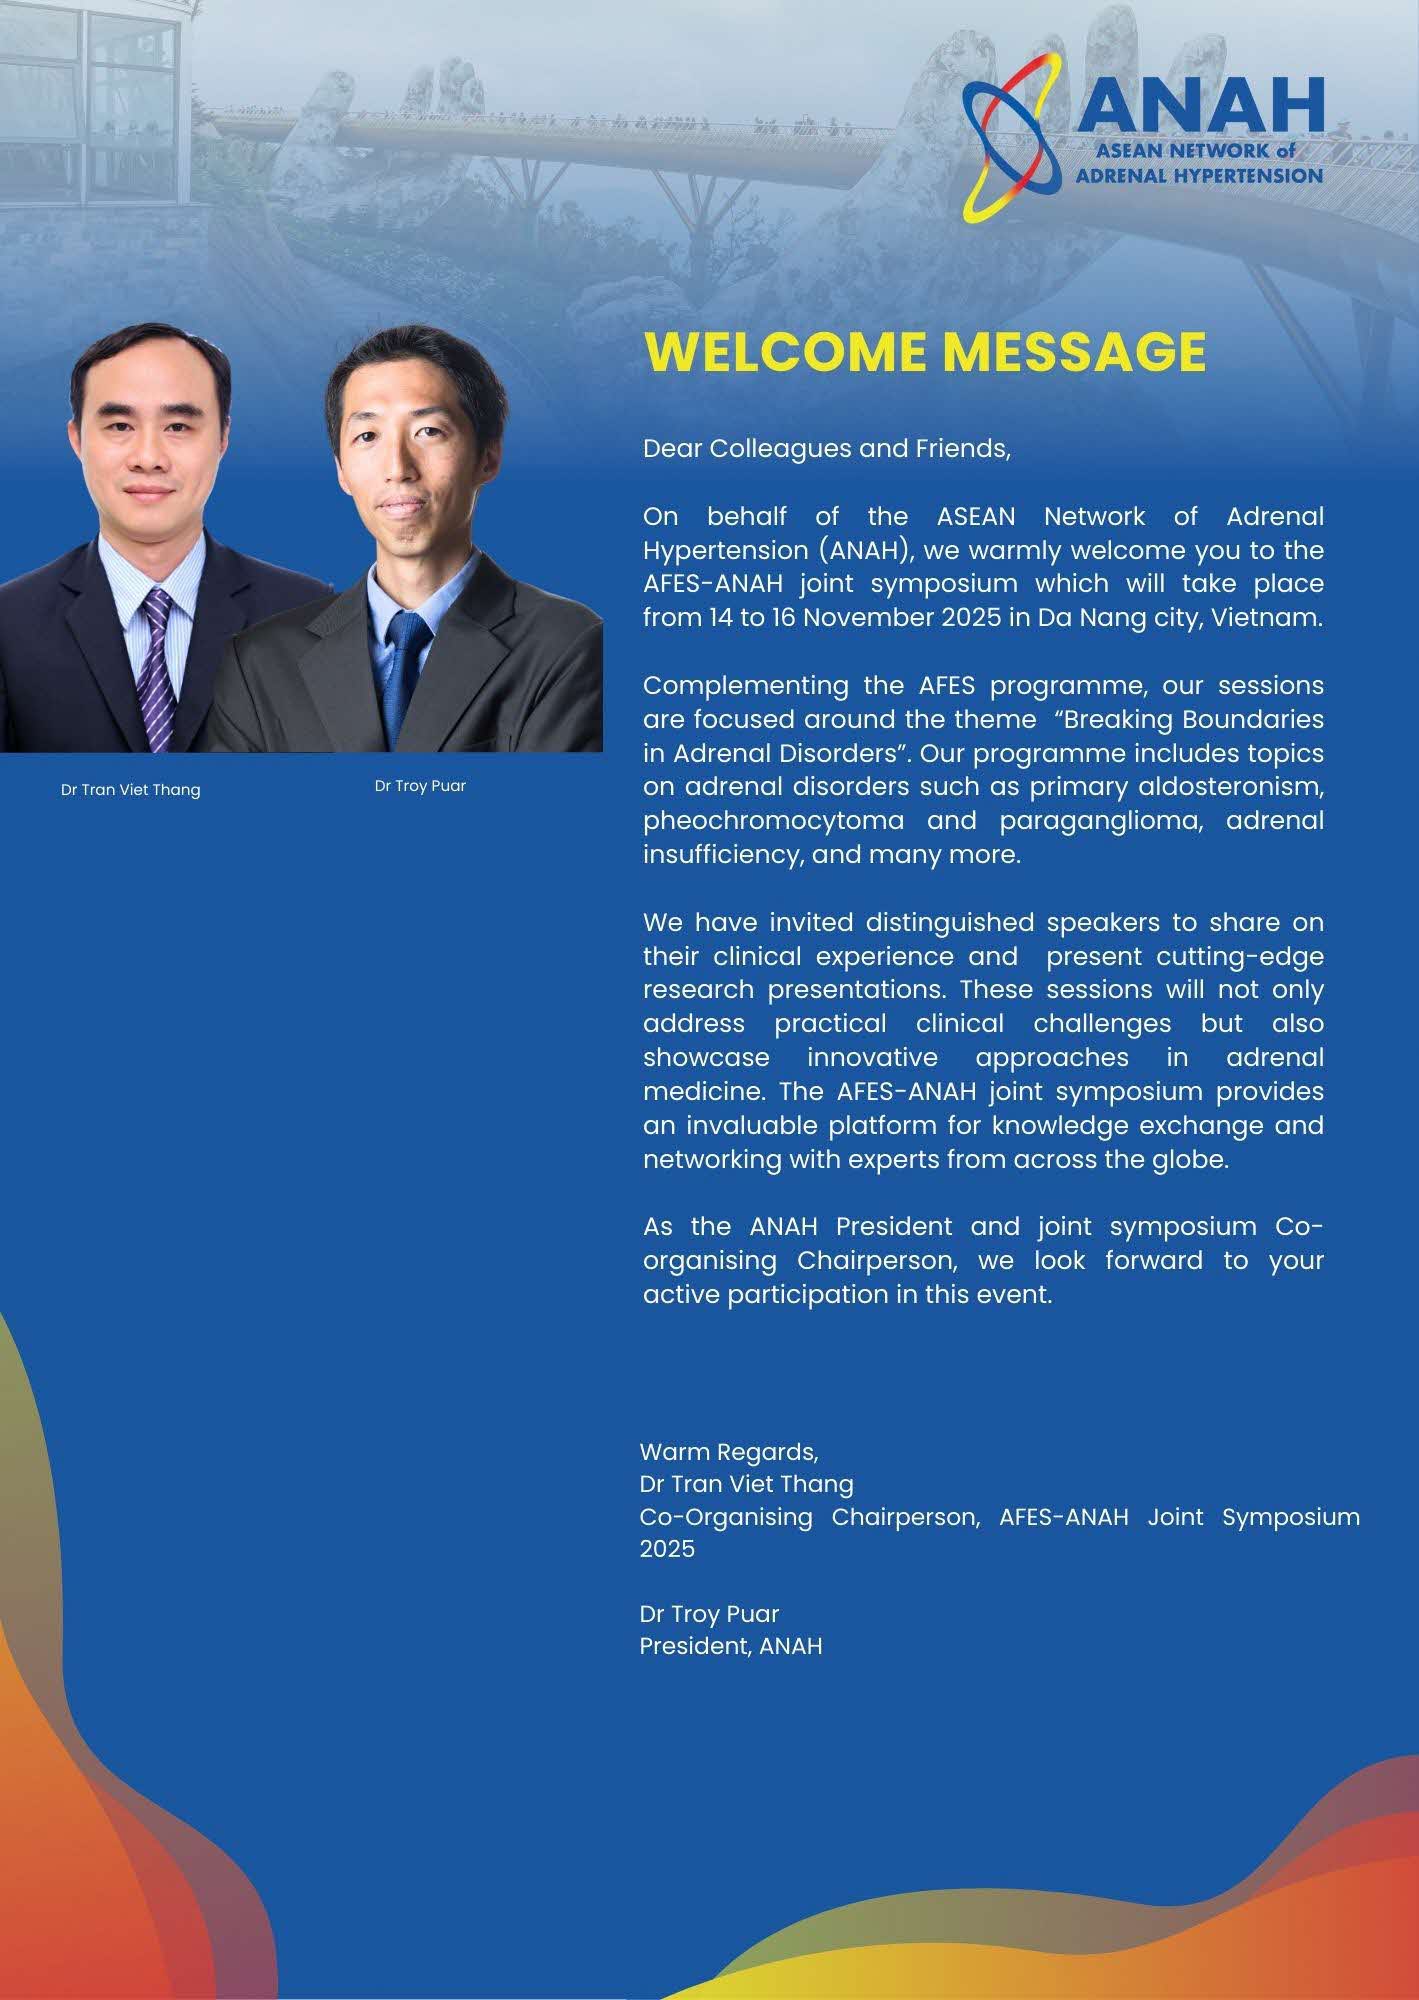 ANAH
ASEAN NETWORK of
ADRENAL HYPERTENSION
WELCOME MESSAGE
Dear Colleagues and Friends,
On behalf of the ASEAN Network of Adrenal
Hypertension (ANAH), we warmly welcome you to the
AFES-ANAH joint symposium which will take place
from 14 to 16 November 2025 in Da Nang city, Vietnam.
Complementing the AFES programme, our sessions
are focused around the theme “Breaking Boundaries
in Adrenal Disorders”. Our programme includes topics
on adrenal disorders such as primary aldosteronism,
pheochromocytoma and paraganglioma, adrenal
insufficiency, and many more.
We have invited distinguished speakers to share on
their clinical experience and present cutting-edge
research presentations. These sessions will not only
address practical clinical challenges but also
showcase innovative approaches in adrenal
medicine. The AFES-ANAH joint symposium provides
an invaluable platform for knowledge exchange and
networking with experts from across the globe.
As the ANAH President and joint symposium Co-
organising Chairperson, we look forward to your
active participation in this event.
Warm Regards,
Dr Tran Viet Thang
Co-Organising Chairperson, AFES-ANAH Joint Symposium
2025
Dr Troy Puar
President, ANAH
Dr Tran Viet Thang
Dr Troy Puar